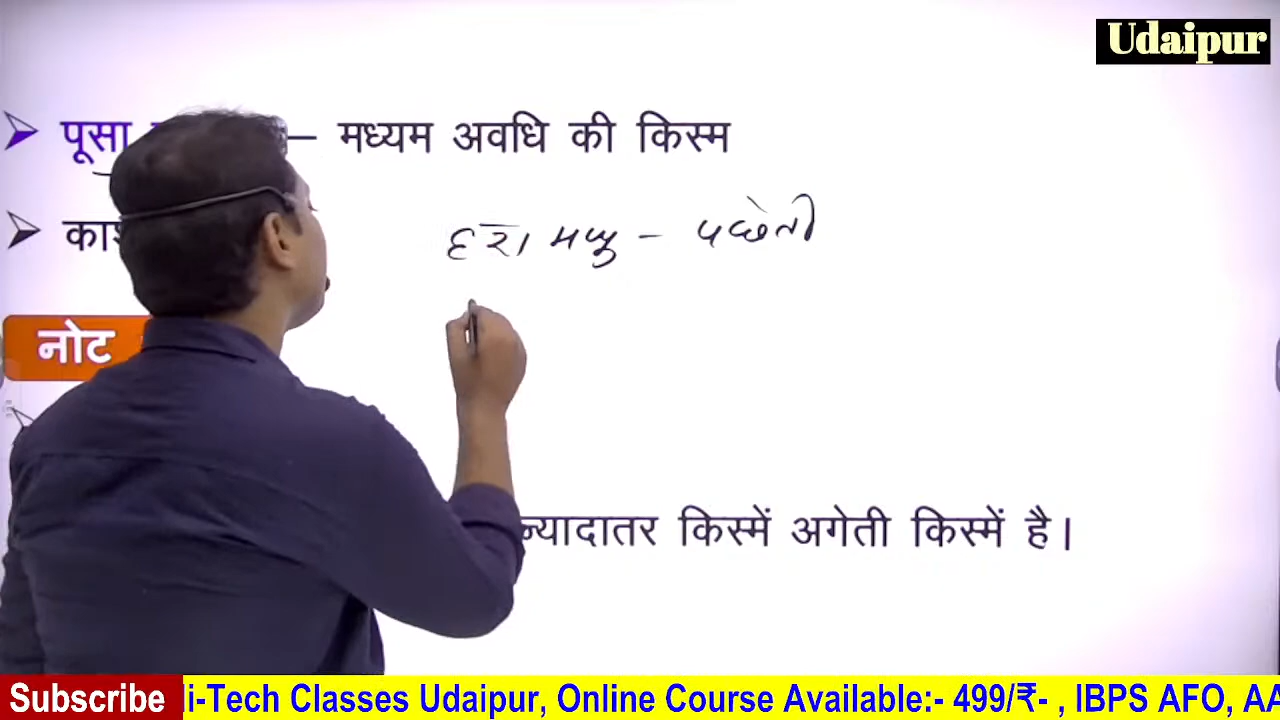 Udaipur
पूसा – मध्यम अवधि की किस्म
हरा मधु – पछेती
नोट
ज्यादातर किस्में अगेती किस्में है।
Subscribe
i-Tech Classes Udaipur, Online Course Available:- 499/₹- , IBPS AFO, AA